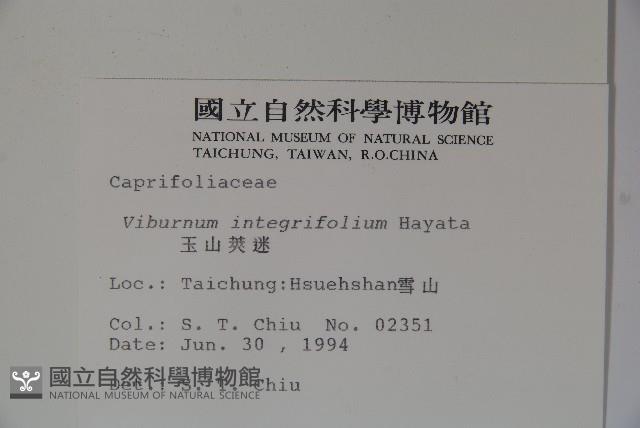 國立自然科學博物館
NATIONAL MUSEUM OF NATURAL SCIENCE
TAICHUNG, TAIWAN, R.O.CHINA
Caprifoliaceae
Viburnum integrifolium Hayata
玉山莢迷
Loc.: Taichung:Hsuehshan雪山
Col.: S. T. Chiu No. 02351
Date: Jun. 30 , 1994
Det.: S. T. Chiu
國立自然科學博物館
NATIONAL MUSEUM OF NATURAL SCIENCE